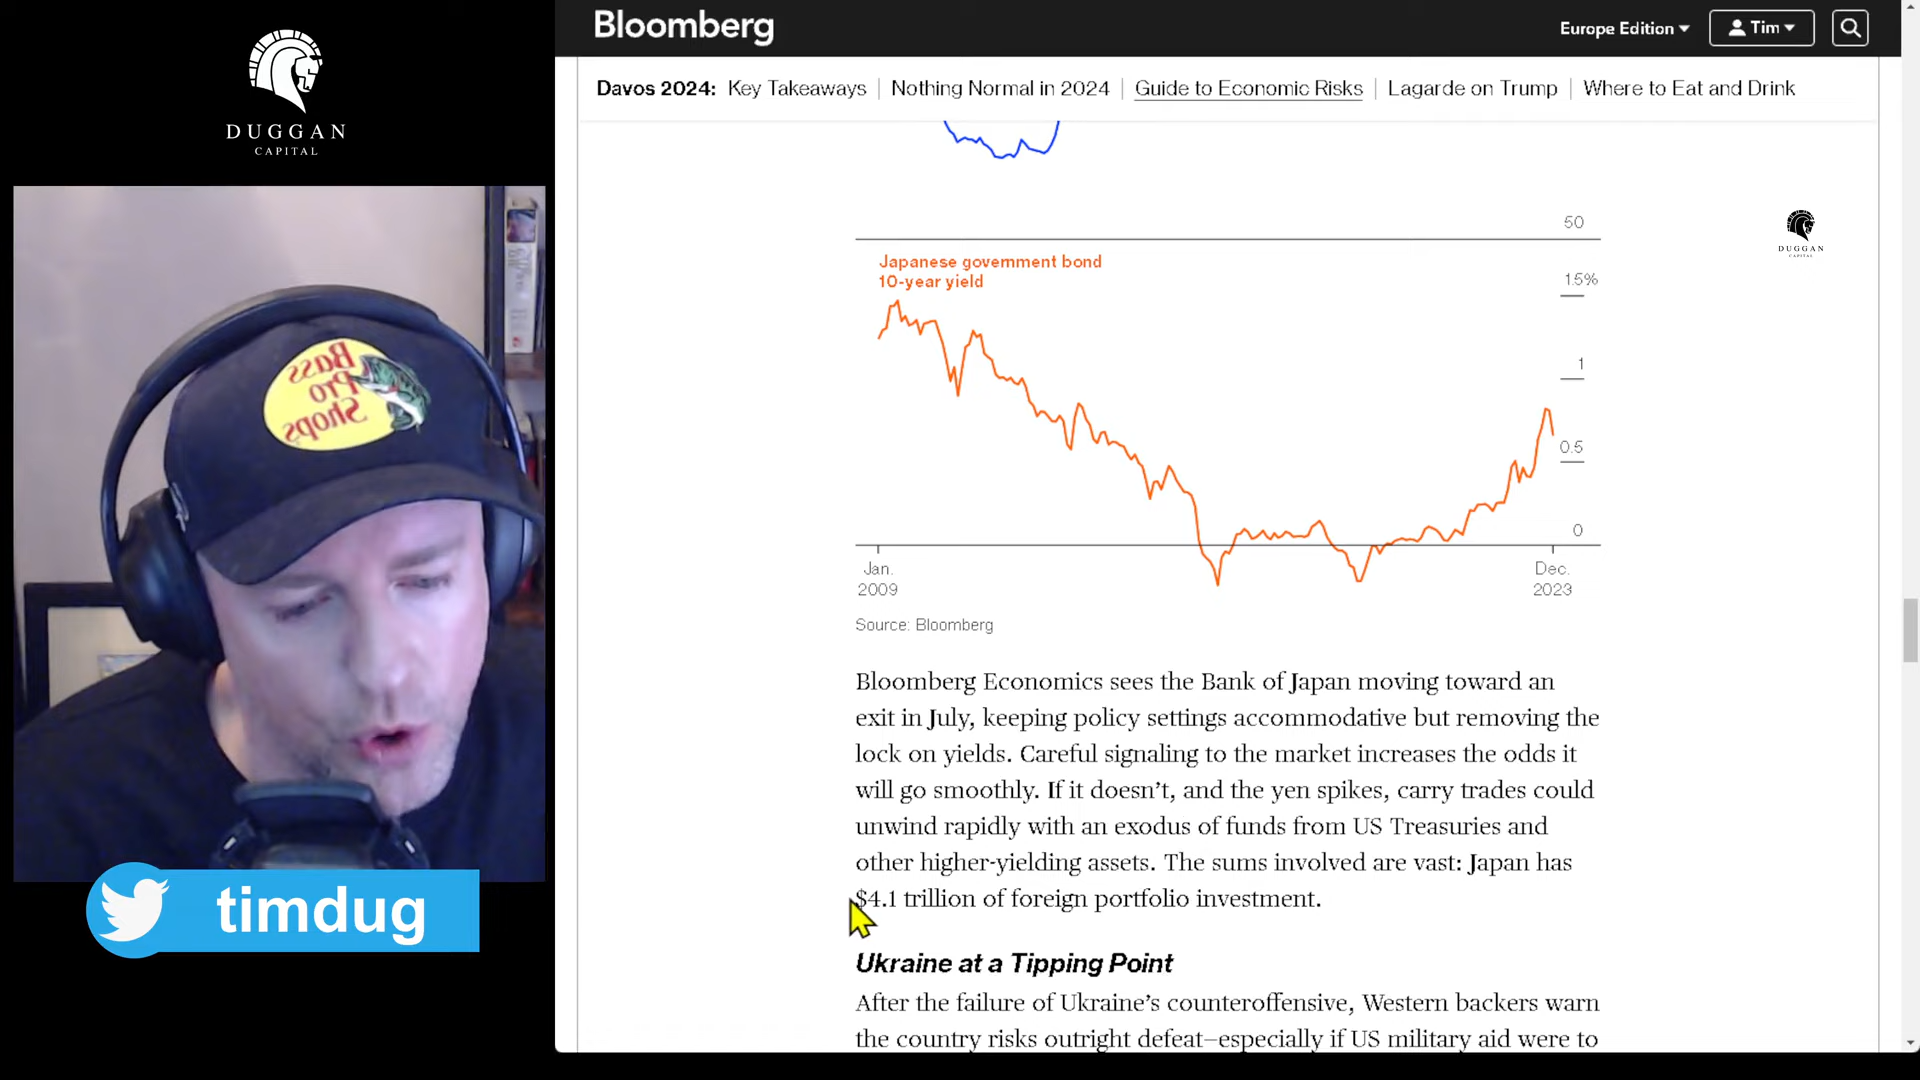 DUGGAN
CAPITAL
Bass
Pro
Shops
timdug
Bloomberg
Europe Edition
Tim
Davos 2024: Key Takeaways | Nothing Normal in 2024 | Guide to Economic Risks | Lagarde on Trump | Where to Eat and Drink
50
Japanese government bond
10-year yield
1.5%
1
0.5
0
Jan.
2009
Dec.
2023
Source: Bloomberg
DUGGAN
CAPITAL
Bloomberg Economics sees the Bank of Japan moving toward an
exit in July, keeping policy settings accommodative but removing the
lock on yields. Careful signaling to the market increases the odds it
will go smoothly. If it doesn’t, and the yen spikes, carry trades could
unwind rapidly with an exodus of funds from US Treasuries and
other higher-yielding assets. The sums involved are vast: Japan has
$4.1 trillion of foreign portfolio investment.
Ukraine at a Tipping Point
After the failure of Ukraine’s counteroffensive, Western backers warn
the country risks outright defeat—especially if US military aid were to